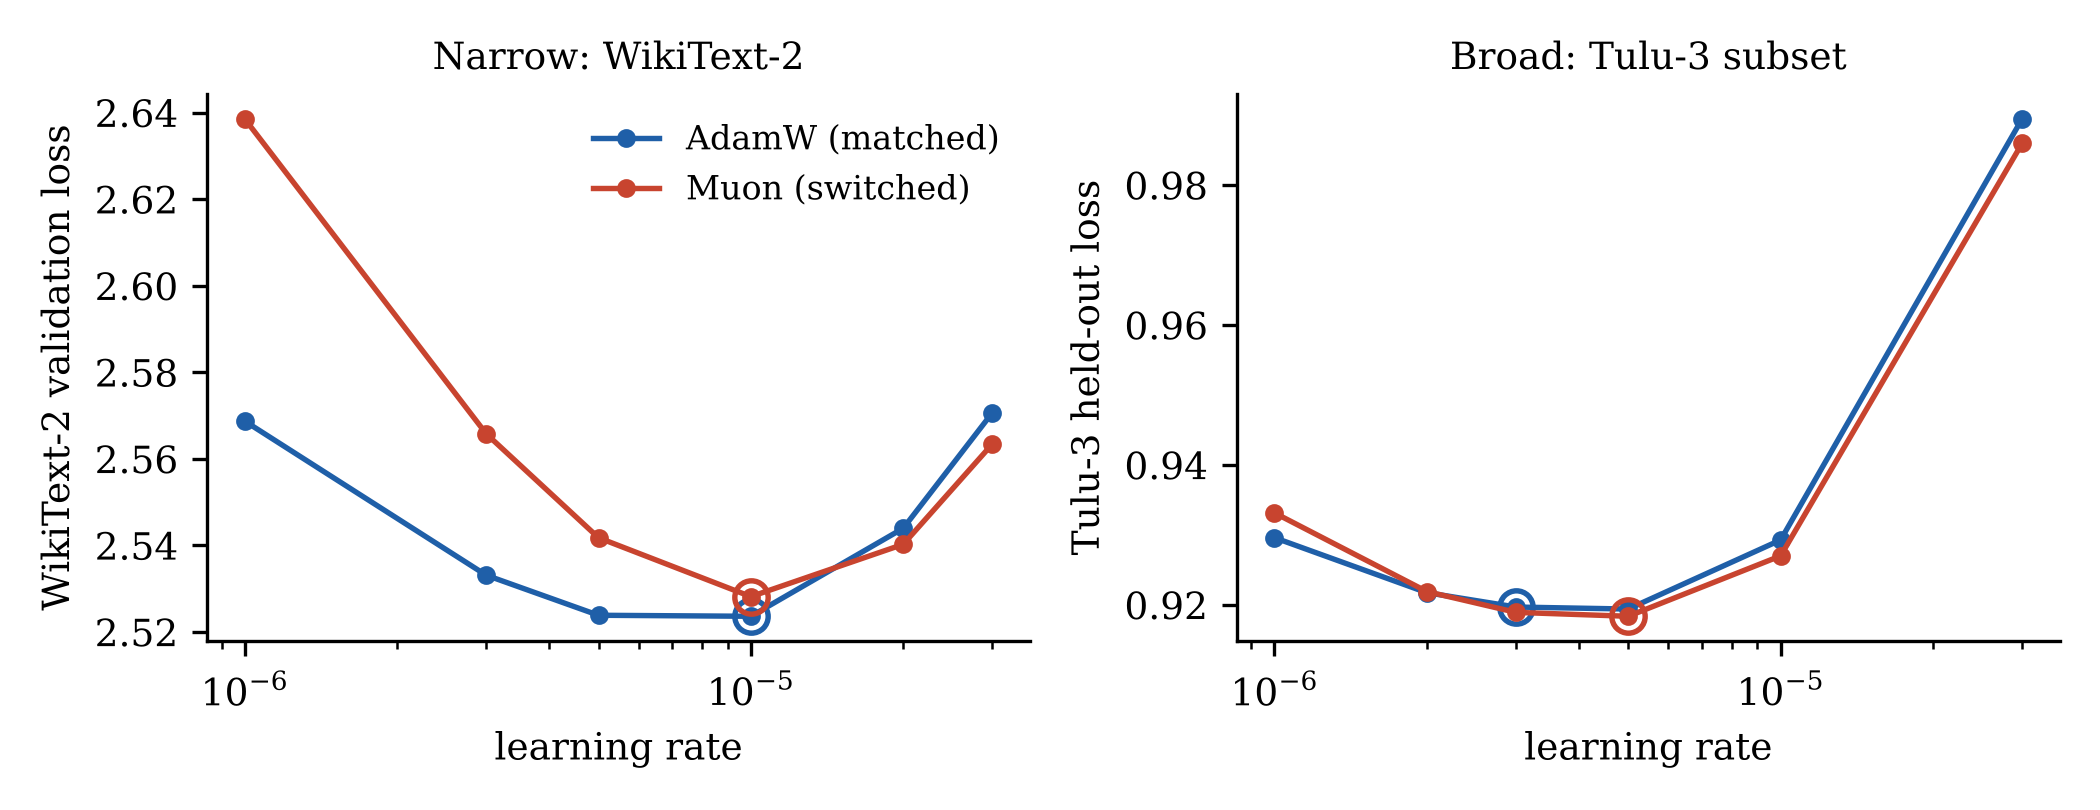 Narrow: WikiText-2
WikiText-2 validation loss
2.64
2.62
2.60
2.58
2.56
2.54
2.52
AdamW (matched)
Muon (switched)
10⁻⁶
10⁻⁵
learning rate
Broad: Tulu-3 subset
Tulu-3 held-out loss
0.98
0.96
0.94
0.92
10⁻⁶
10⁻⁵
learning rate